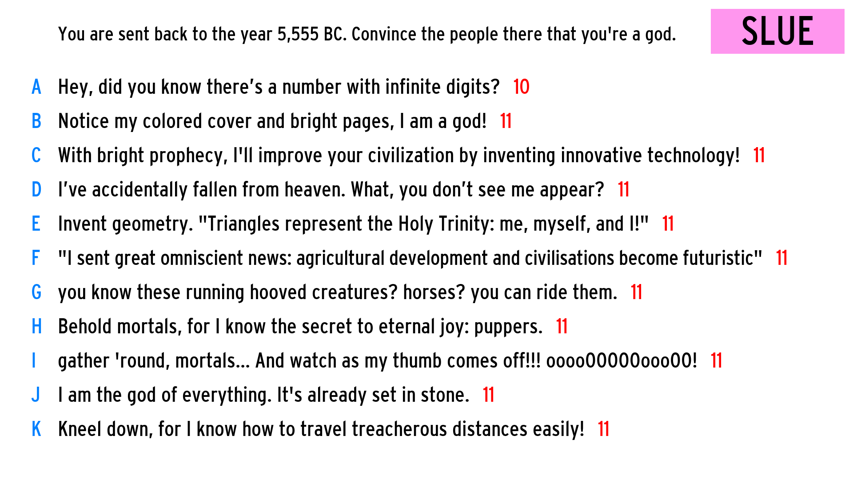 You are sent back to the year 5,555 BC. Convince the people there that you're a god.
SLUE
A Hey, did you know there's a number with infinite digits? 10
B Notice my colored cover and bright pages, I am a god! 11
C With bright prophecy, I'll improve your civilization by inventing innovative technology! 11
D I've accidentally fallen from heaven. What, you don't see me appear? 11
E Invent geometry. "Triangles represent the Holy Trinity: me, myself, and I!" 11
F "I sent great omniscient news: agricultural development and civilisations become futuristic" 11
G you know these running hooved creatures? horses? you can ride them. 11
H Behold mortals, for I know the secret to eternal joy: puppers. 11
I gather 'round, mortals... And watch as my thumb comes off!!! oooo00000ooo00! 11
J I am the god of everything. It's already set in stone. 11
K Kneel down, for I know how to travel treacherous distances easily! 11